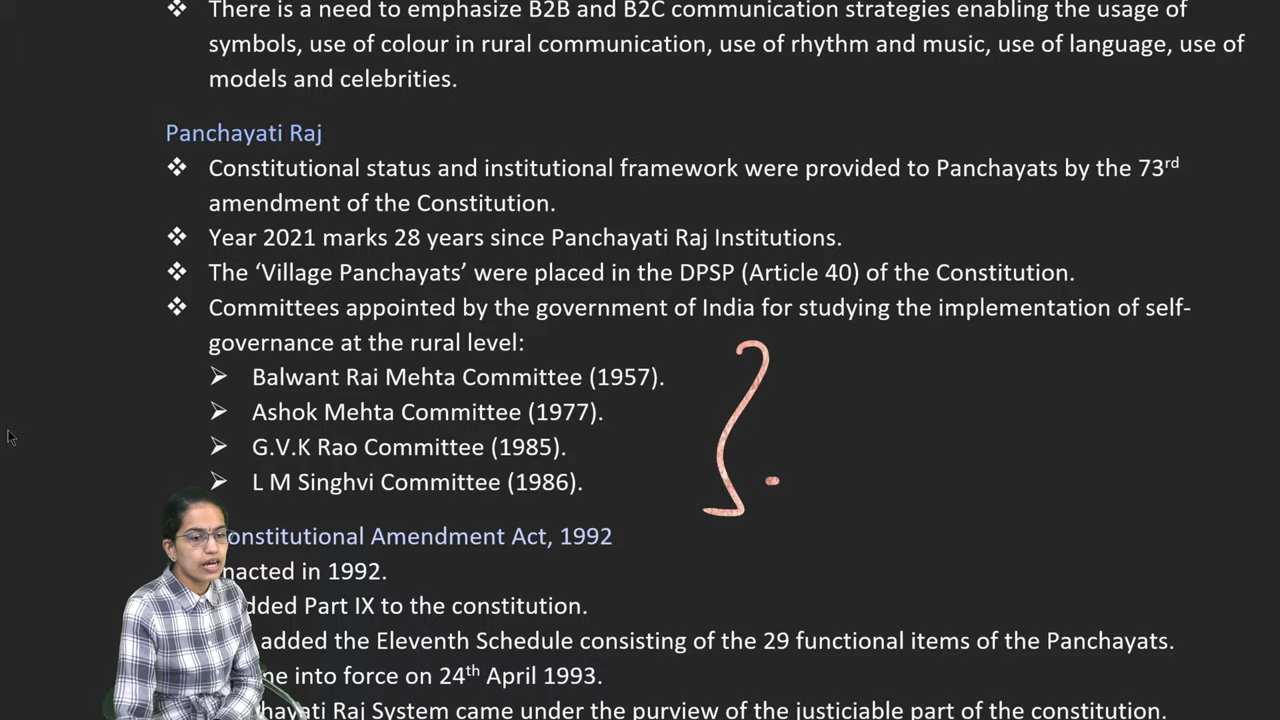 ❖ There is a need to emphasize B2B and B2C communication strategies enabling the usage of
symbols, use of colour in rural communication, use of rhythm and music, use of language, use of
models and celebrities.
Panchayati Raj
❖ Constitutional status and institutional framework were provided to Panchayats by the 73rd
amendment of the Constitution.
❖ Year 2021 marks 28 years since Panchayati Raj Institutions.
❖ The ‘Village Panchayats’ were placed in the DPSP (Article 40) of the Constitution.
❖ Committees appointed by the government of India for studying the implementation of self-
governance at the rural level:
➢ Balwant Rai Mehta Committee (1957).
➢ Ashok Mehta Committee (1977).
➢ G.V.K Rao Committee (1985).
➢ L M Singhvi Committee (1986).
onstitutional Amendment Act, 1992
nacted in 1992.
dded Part IX to the constitution.
added the Eleventh Schedule consisting of the 29 functional items of the Panchayats.
ne into force on 24th April 1993.
hayati Raj System came under the purview of the justiciable part of the constitution.